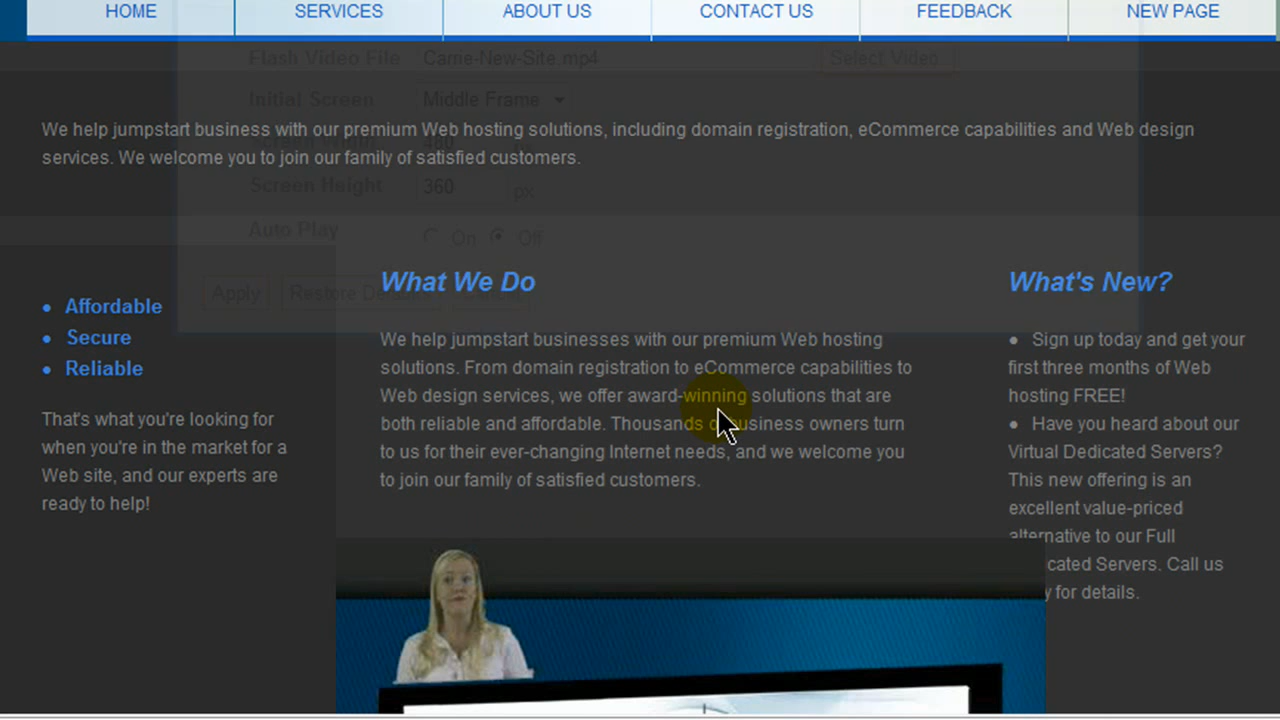 HOME SERVICES ABOUT US CONTACT US FEEDBACK NEW PAGE
Flash Video File Carrie-New-Site.mp4 Select Video
Initial Screen Middle Frame
We help jumpstart business with our premium Web hosting solutions, including domain registration, eCommerce capabilities and Web design
Screen Width 480 px
services. We welcome you to join our family of satisfied customers.
Screen Height 360 px
Auto Play On Off
Apply Restore Defaults Cancel
• Affordable
• Secure
• Reliable
That's what you're looking for
when you're in the market for a
Web site, and our experts are
ready to help!
What We Do
We help jumpstart businesses with our premium Web hosting
solutions. From domain registration to eCommerce capabilities to
Web design services, we offer award-winning solutions that are
both reliable and affordable. Thousands of business owners turn
to us for their ever-changing Internet needs, and we welcome you
to join our family of satisfied customers.
What's New?
• Sign up today and get your
first three months of Web
hosting FREE!
• Have you heard about our
Virtual Dedicated Servers?
This new offering is an
excellent value-priced
alternative to our Full
cated Servers. Call us
y for details.